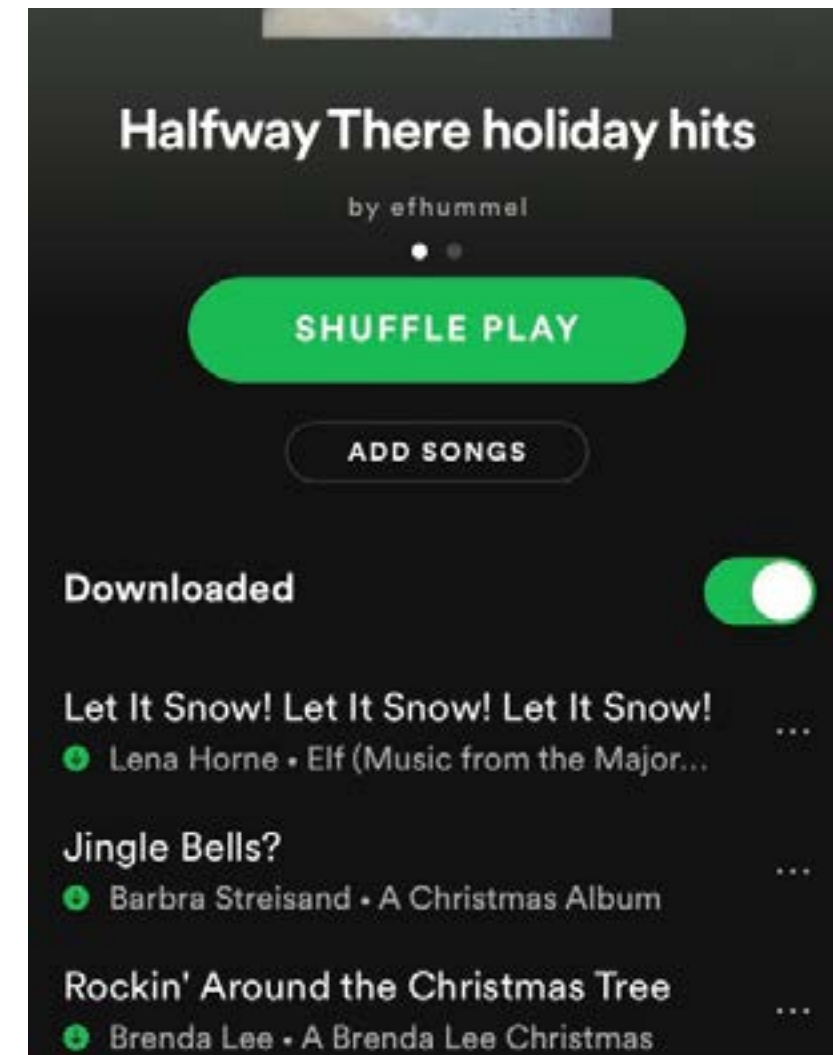 Halfway There holiday hits
by efhummel
SHUFFLE PLAY
ADD SONGS
Downloaded
Let It Snow! Let It Snow! Let It Snow!
Lena Horne • Elf (Music from the Major...
...
Jingle Bells?
Barbra Streisand • A Christmas Album
...
Rockin' Around the Christmas Tree
Brenda Lee • A Brenda Lee Christmas
...